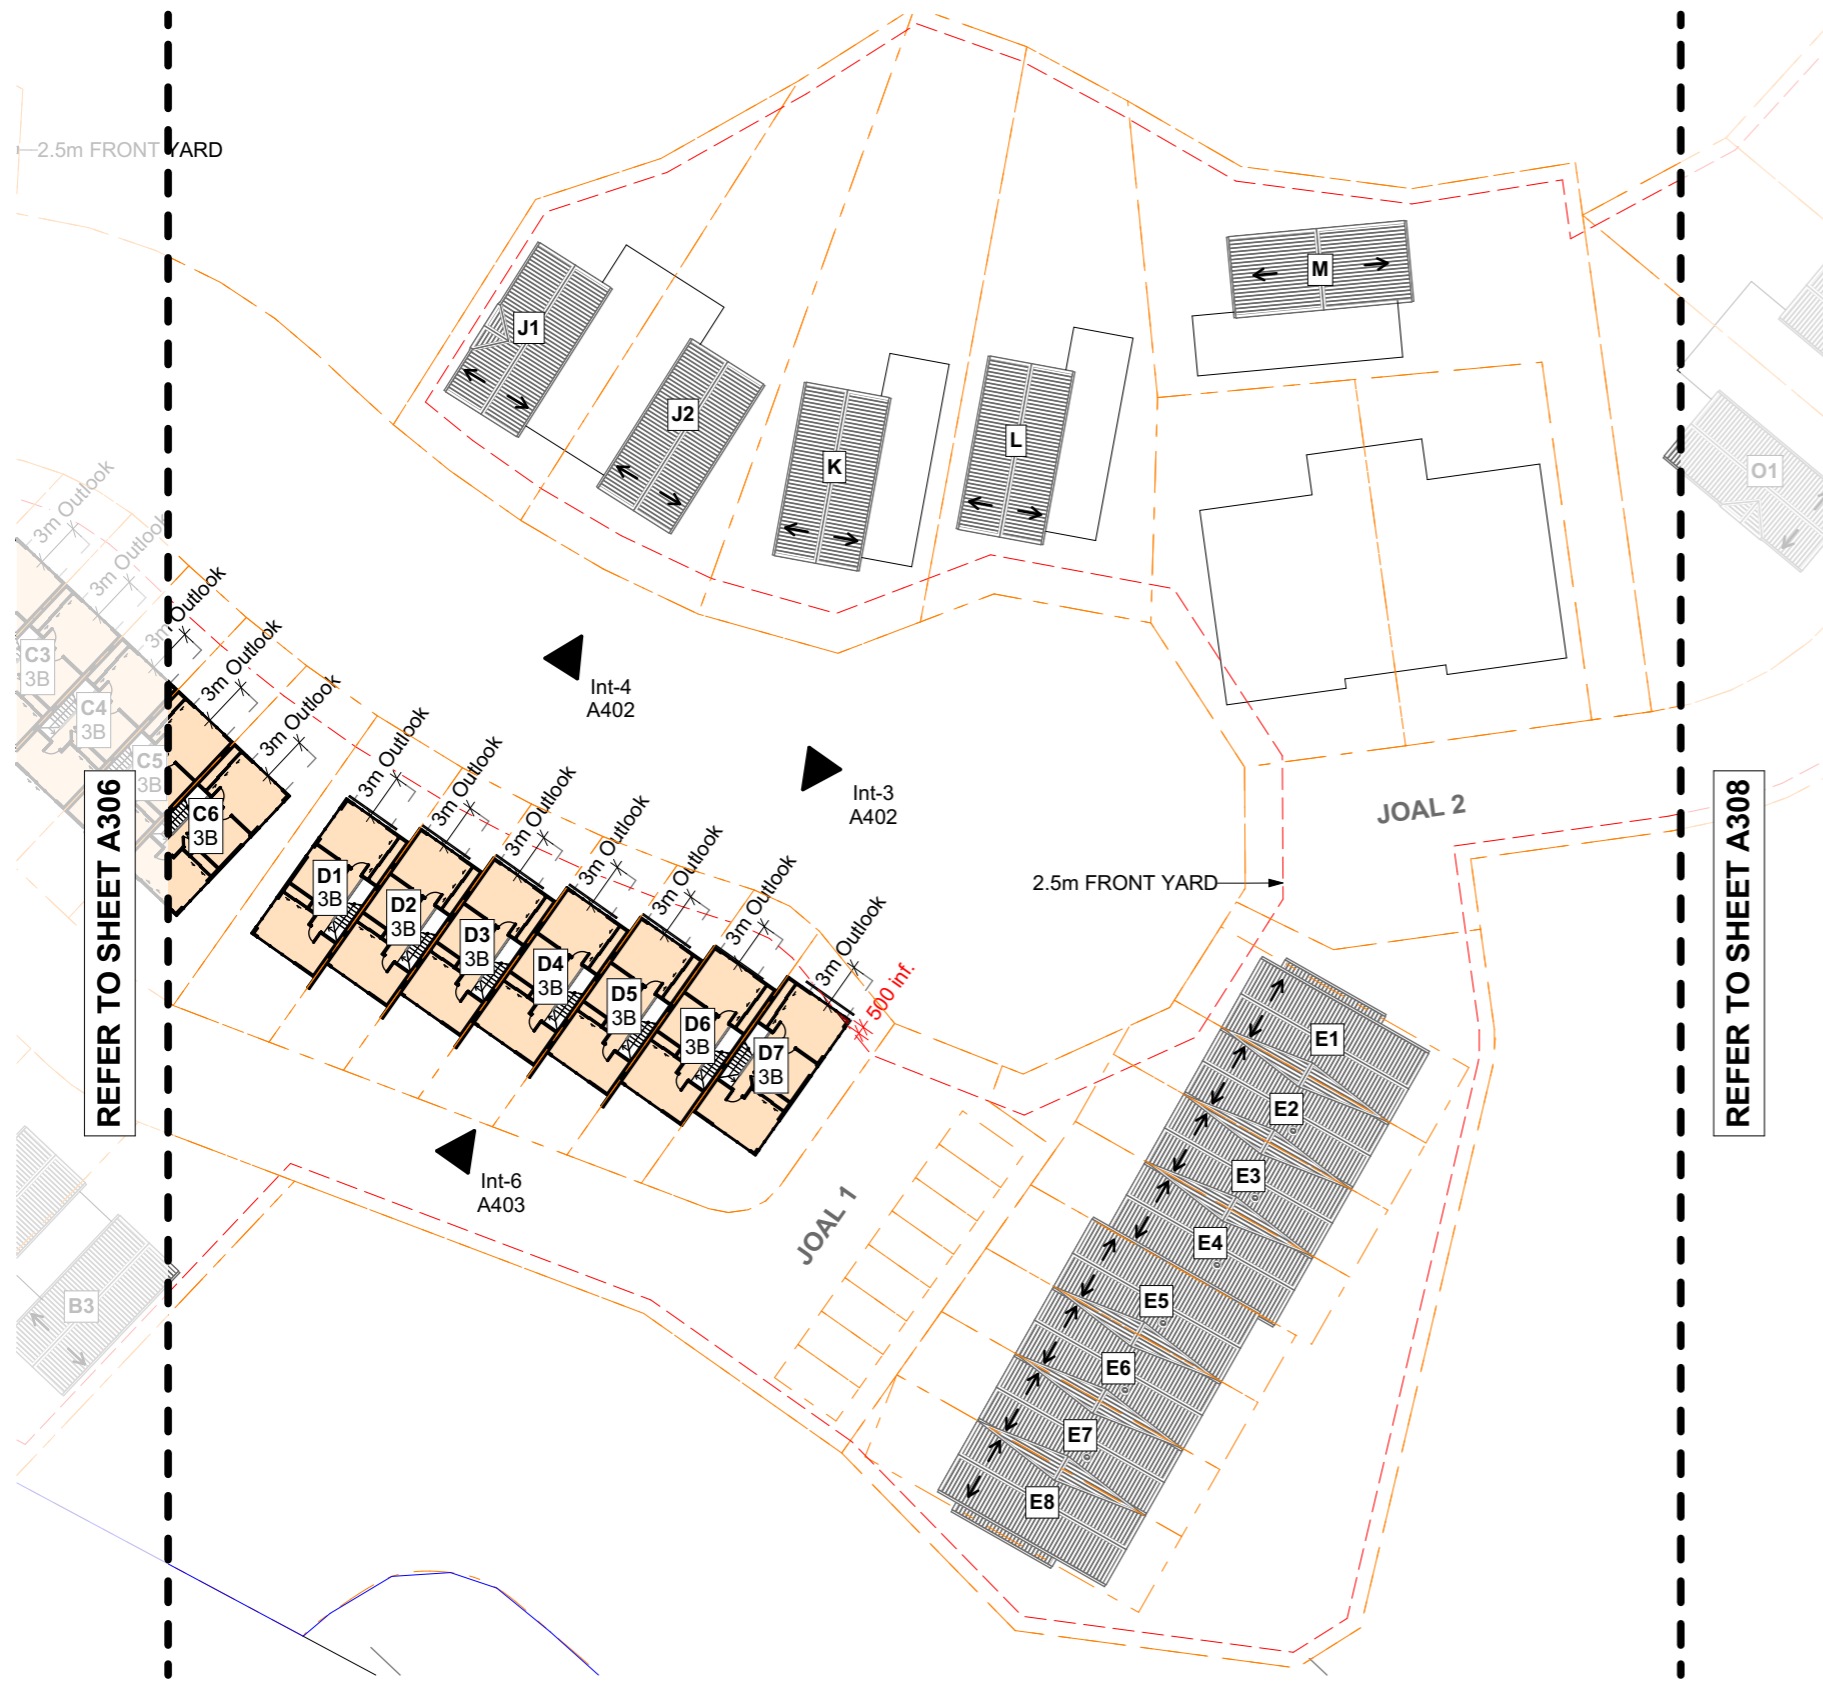 2.5m FRONT YARD
J1
J2
K
L
M
O1
3m Outlook
3m Outlook
3m Outlook
3m Outlook
3m Outlook
C3
3B
C4
3B
C5
3B
C6
3B
Int-4
A402
Int-3
A402
JOAL 2
2.5m FRONT YARD
REFER TO SHEET A306
REFER TO SHEET A308
3m Outlook
3m Outlook
3m Outlook
3m Outlook
3m Outlook
3m Outlook
3m Outlook
500 inf.
D1
3B
D2
3B
D3
3B
D4
3B
D5
3B
D6
3B
D7
3B
Int-6
A403
JOAL 1
B3
E1
E2
E3
E4
E5
E6
E7
E8